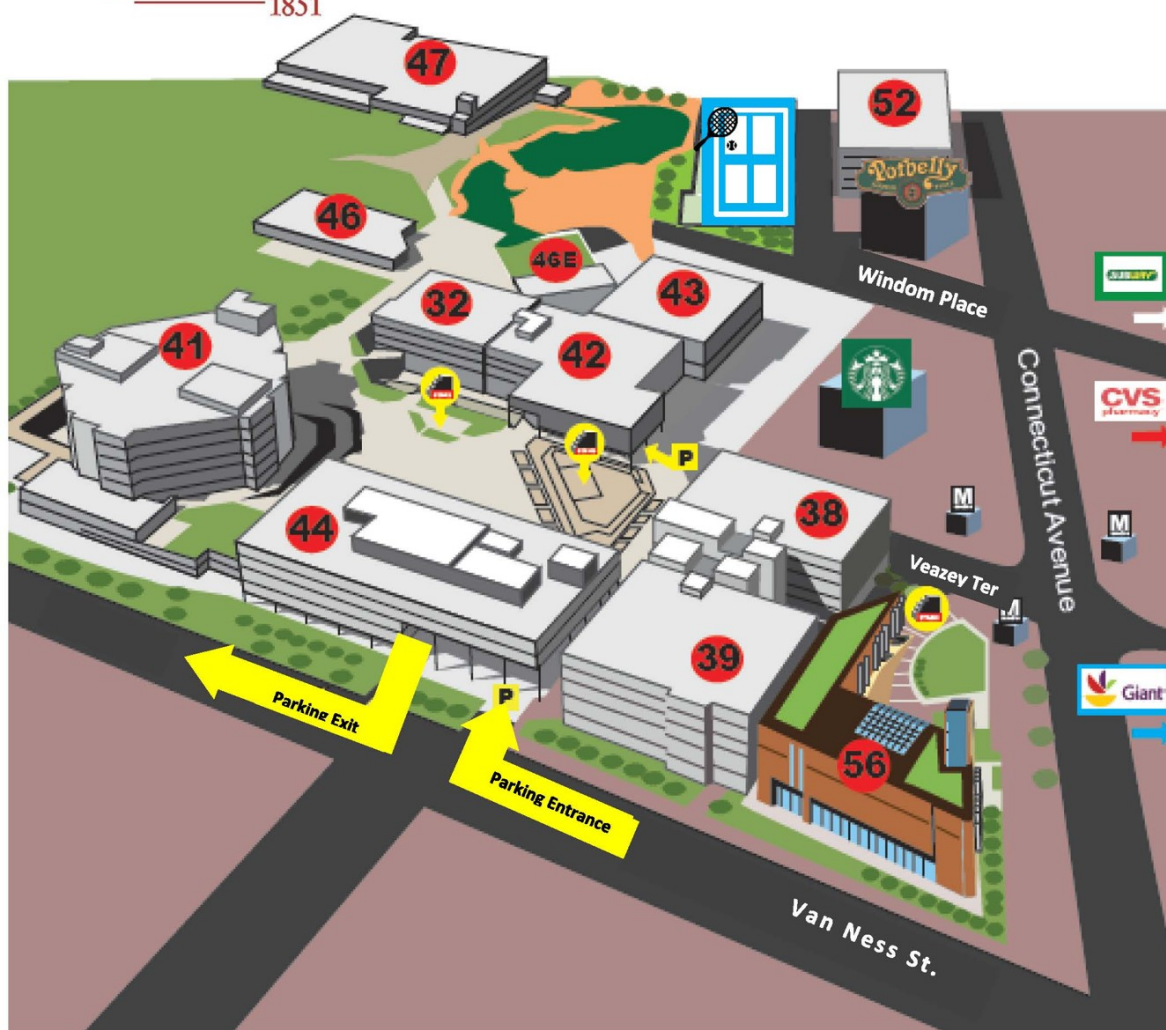 1851
47
52
Potbelly
46
46E
43
32
Windom Place
SUBWAY
41
42
Connecticut Avenue
CVS
pharmacy
P
M
38
M
44
Veazey Ter
M
39
Giant
P
Parking Exit
56
Parking Entrance
Van Ness St.